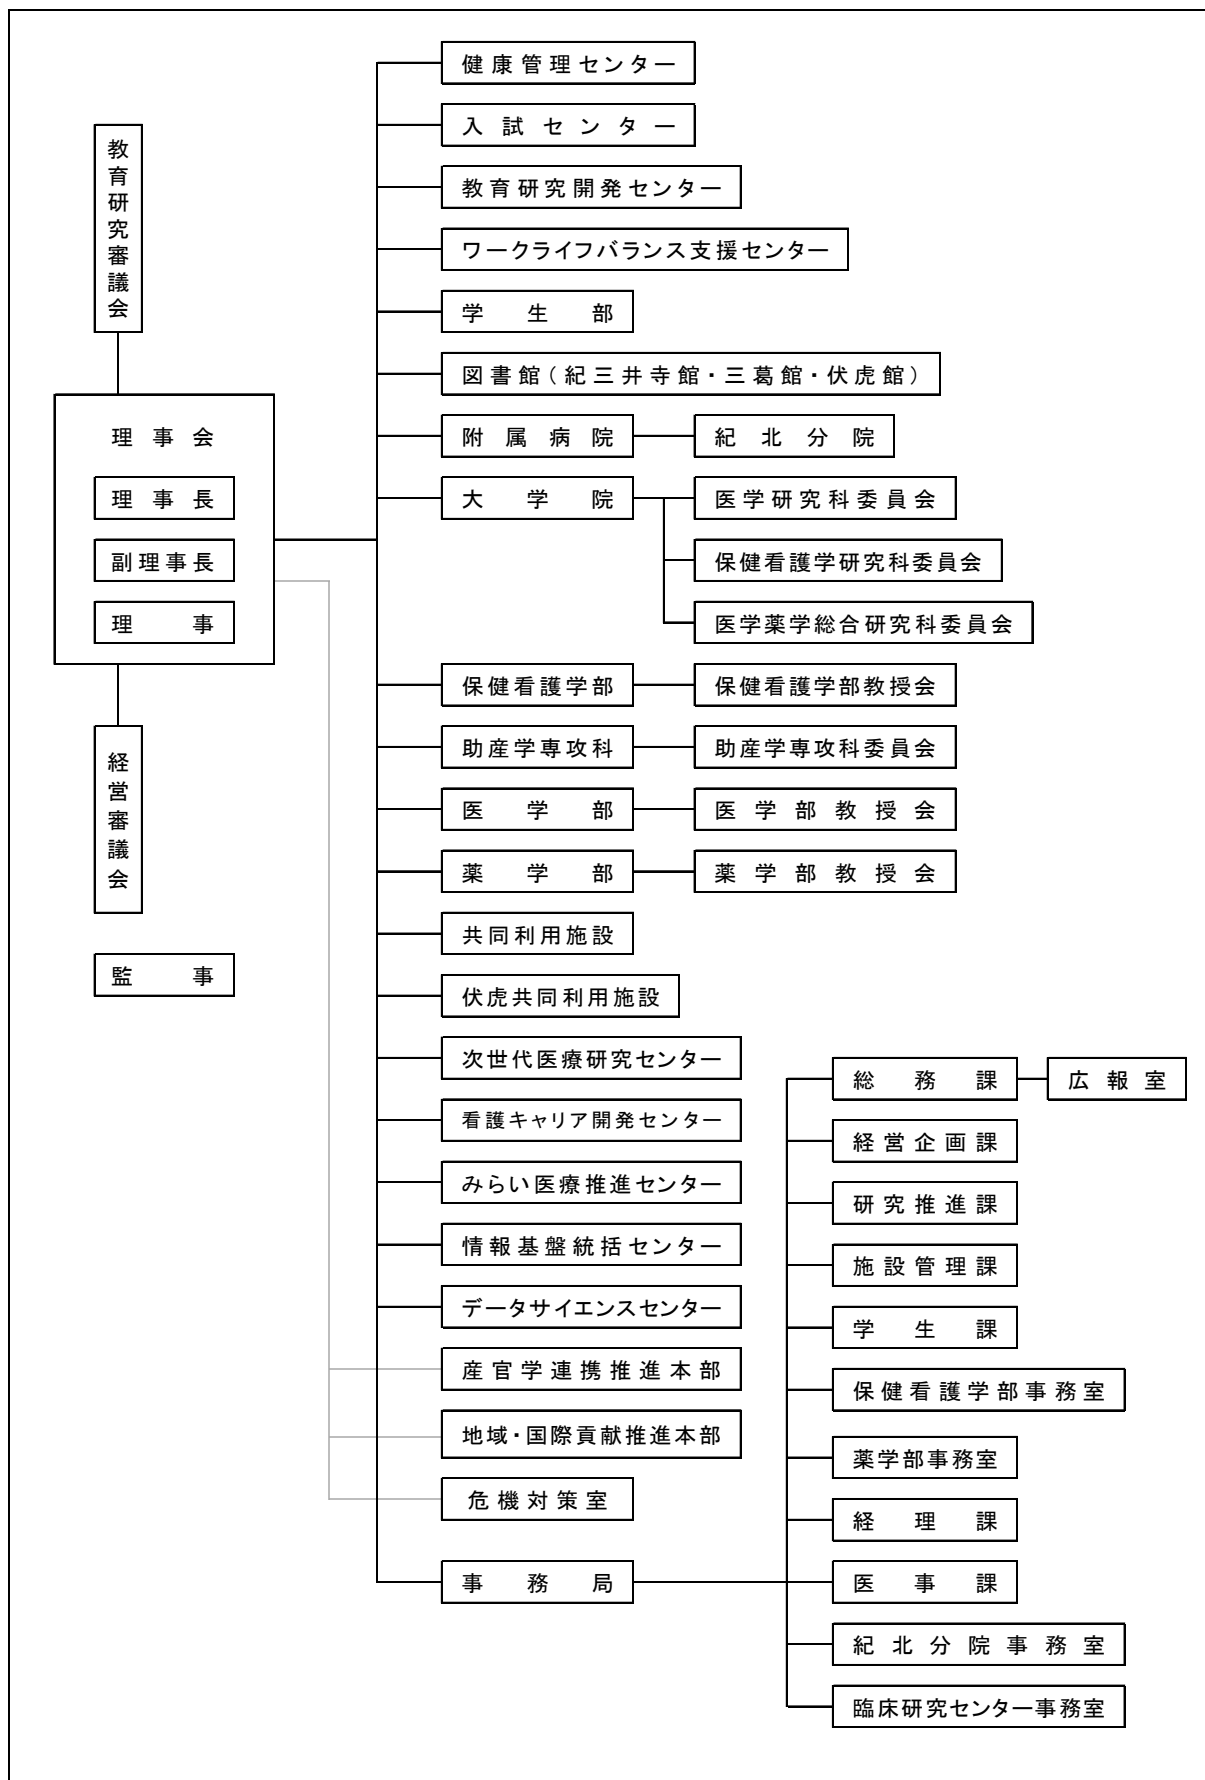 教育研究審議会
理事会
理事長
副理事長
理事
経営審議会
監事
健康管理センター
入試センター
教育研究開発センター
ワークライフバランス支援センター
学生部
図書館(紀三井寺館・三葛館・伏虎館)
附属病院
紀北分院
大学院
医学研究科委員会
保健看護学研究科委員会
医学薬学総合研究科委員会
保健看護学部
保健看護学部教授会
助産学専攻科
助産学専攻科委員会
医学部
医学部教授会
薬学部
薬学部教授会
共同利用施設
伏虎共同利用施設
次世代医療研究センター
看護キャリア開発センター
みらい医療推進センター
情報基盤統括センター
データサイエンスセンター
産官学連携推進本部
地域・国際貢献推進本部
危機対策室
事務局
総務課
広報室
経営企画課
研究推進課
施設管理課
学生課
保健看護学部事務室
薬学部事務室
経理課
医事課
紀北分院事務室
臨床研究センター事務室